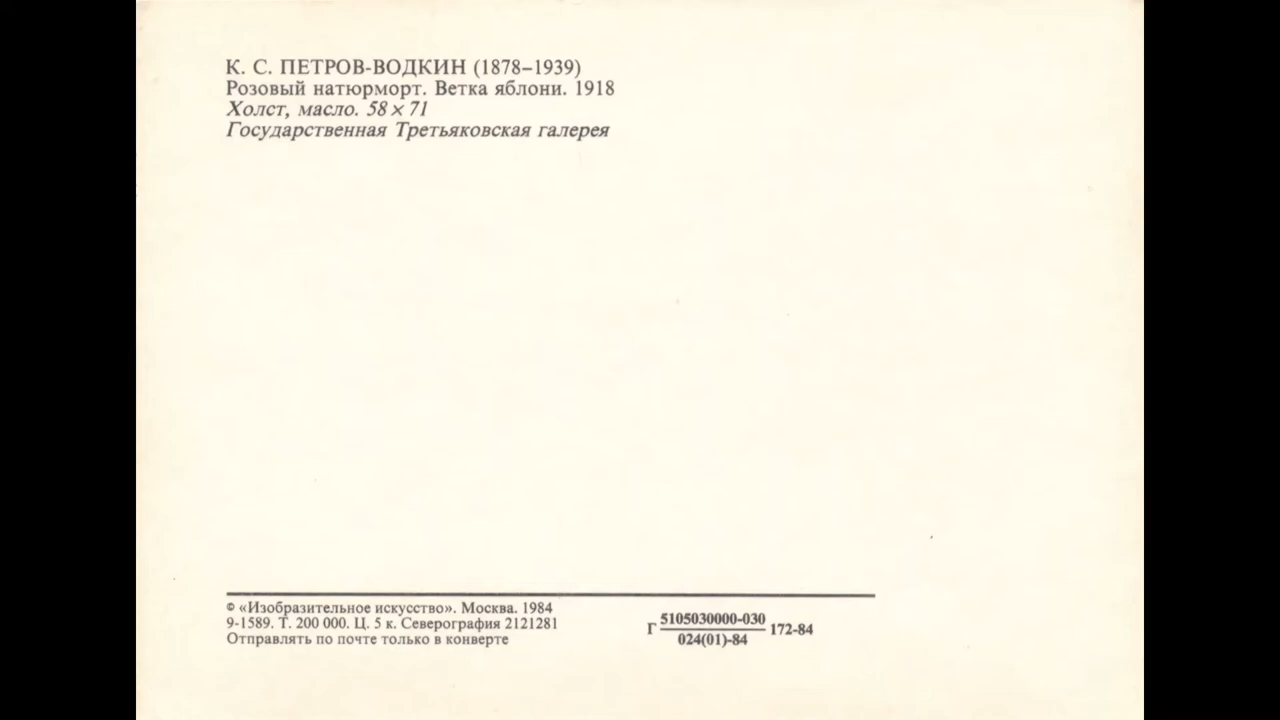 К. С. ПЕТРОВ-ВОДКИН (1878–1939)
Розовый натюрморт. Ветка яблони. 1918
Холст, масло. 58 × 71
Государственная Третьяковская галерея
© «Изобразительное искусство». Москва. 1984
9-1589. Т. 200 000. Ц. 5 к. Северография 2121281
Отправлять по почте только в конверте
5105030000-030
Г 172-84
024(01)-84